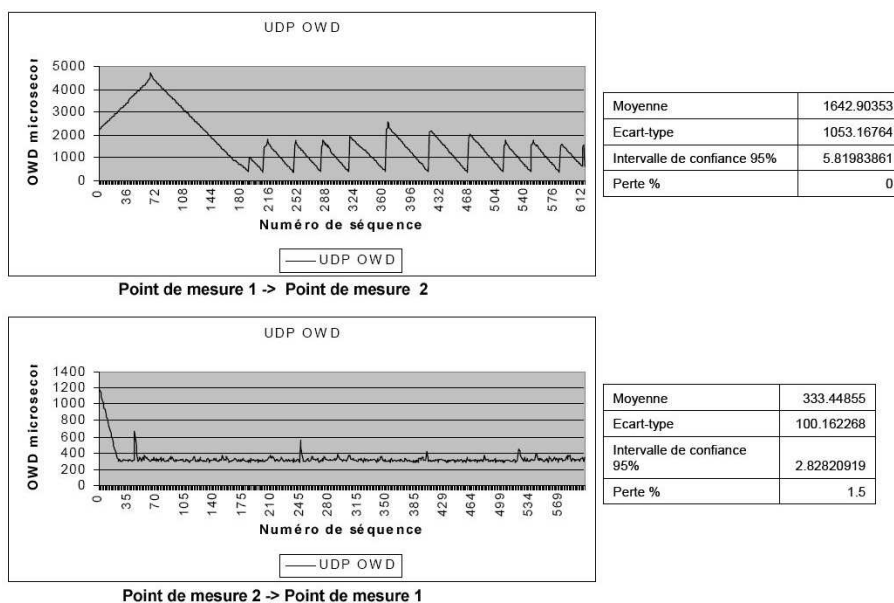 UDP OWD
OWD microsecor
5000
4000
3000
2000
1000
0
0 36 72 108 144 180 216 252 288 324 360 396 432 468 504 540 576 612
Numéro de séquence
UDP OWD
Point de mesure 1 -> Point de mesure 2
Moyenne 1642.90353
Ecart-type 1053.16764
Intervalle de confiance 95% 5.81983861
Perte % 0
UDP OWD
OWD microsecor
1400
1200
1000
800
600
400
200
0
0 35 70 105 140 175 210 245 280 315 350 385 429 464 499 534 569
Numéro de séquence
UDP OWD
Point de mesure 2 -> Point de mesure 1
Moyenne 333.44855
Ecart-type 100.162268
Intervalle de confiance
95% 2.82820919
Perte % 1.5